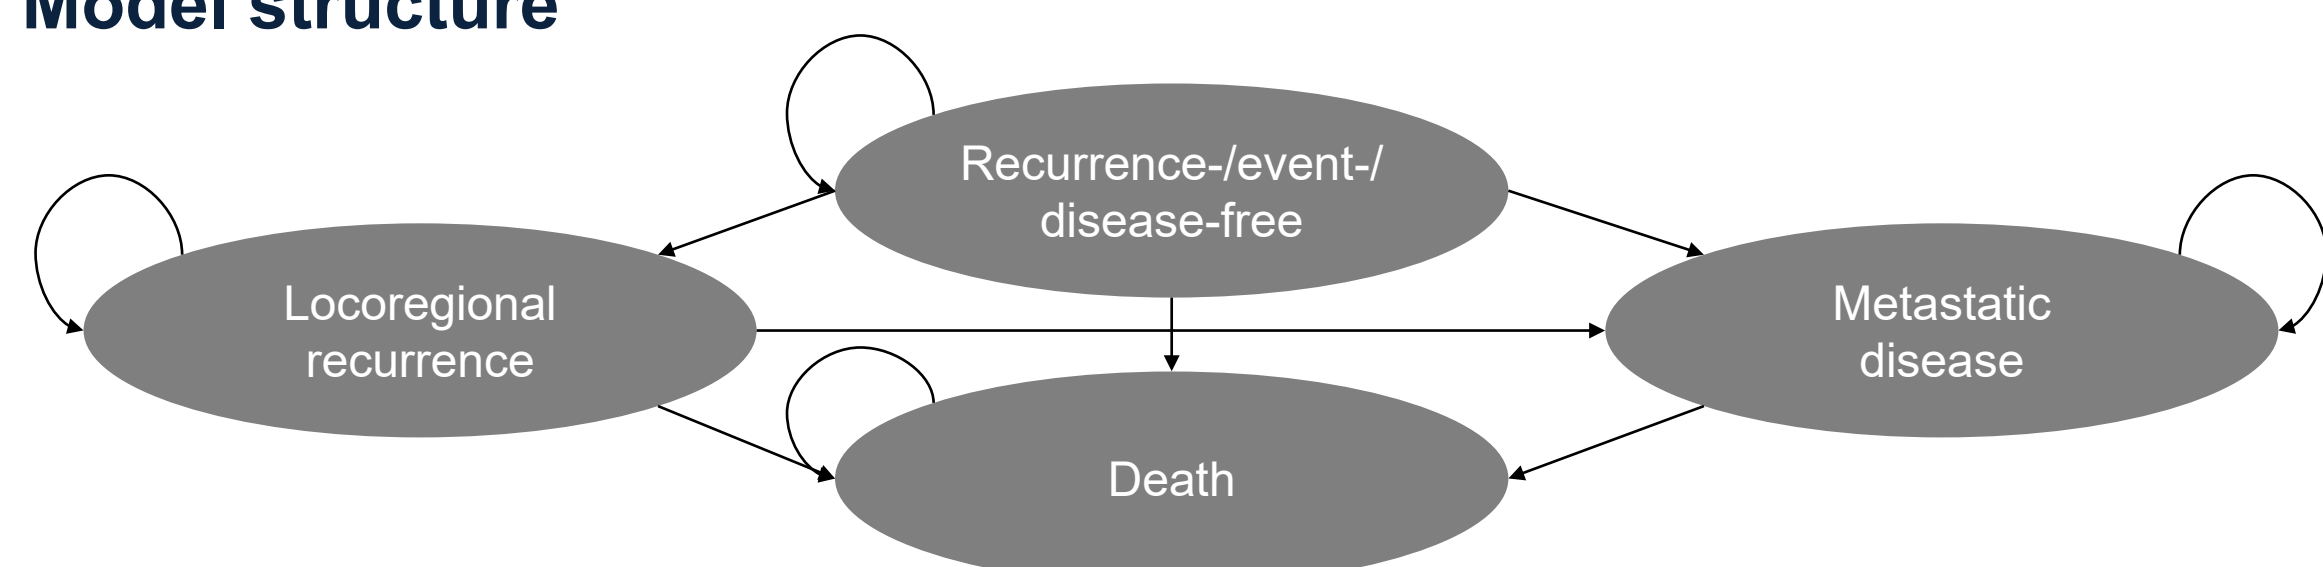 Model structure
Recurrence-/event-/
disease-free
Locoregional
recurrence
Metastatic
disease
Death